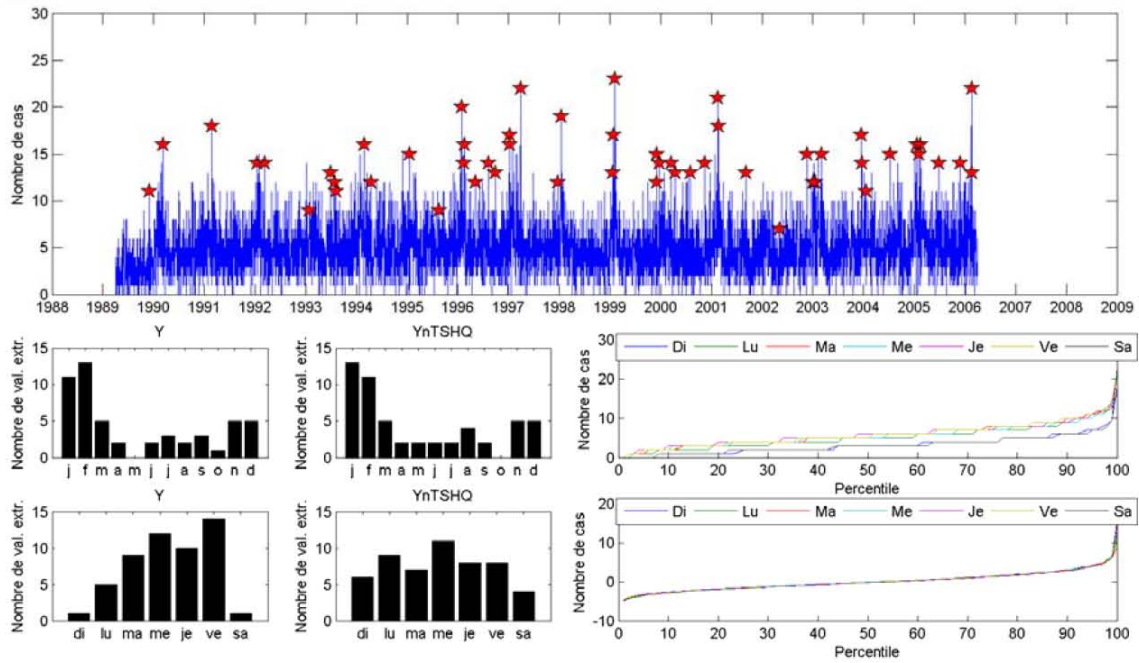 30
25
20
15
10
5
0
Nombre de cas
1988 1989 1990 1991 1992 1993 1994 1995 1996 1997 1998 1999 2000 2001 2002 2003 2004 2005 2006 2007 2008 2009
Y
15
10
5
0
Nombre de val. extr.
j f m a m j j a s o n d
YnTSHQ
15
10
5
0
Nombre de val. extr.
j f m a m j j a s o n d
30
20
10
0
Nombre de cas
Di Lu Ma Me Je Ve Sa
10 20 30 40 50 60 70 80 90 100
Percentile
Y
15
10
5
0
Nombre de val. extr.
di lu ma me je ve sa
YnTSHQ
15
10
5
0
Nombre de val. extr.
di lu ma me je ve sa
20
10
0
-10
Nombre de cas
Di Lu Ma Me Je Ve Sa
10 20 30 40 50 60 70 80 90 100
Percentile